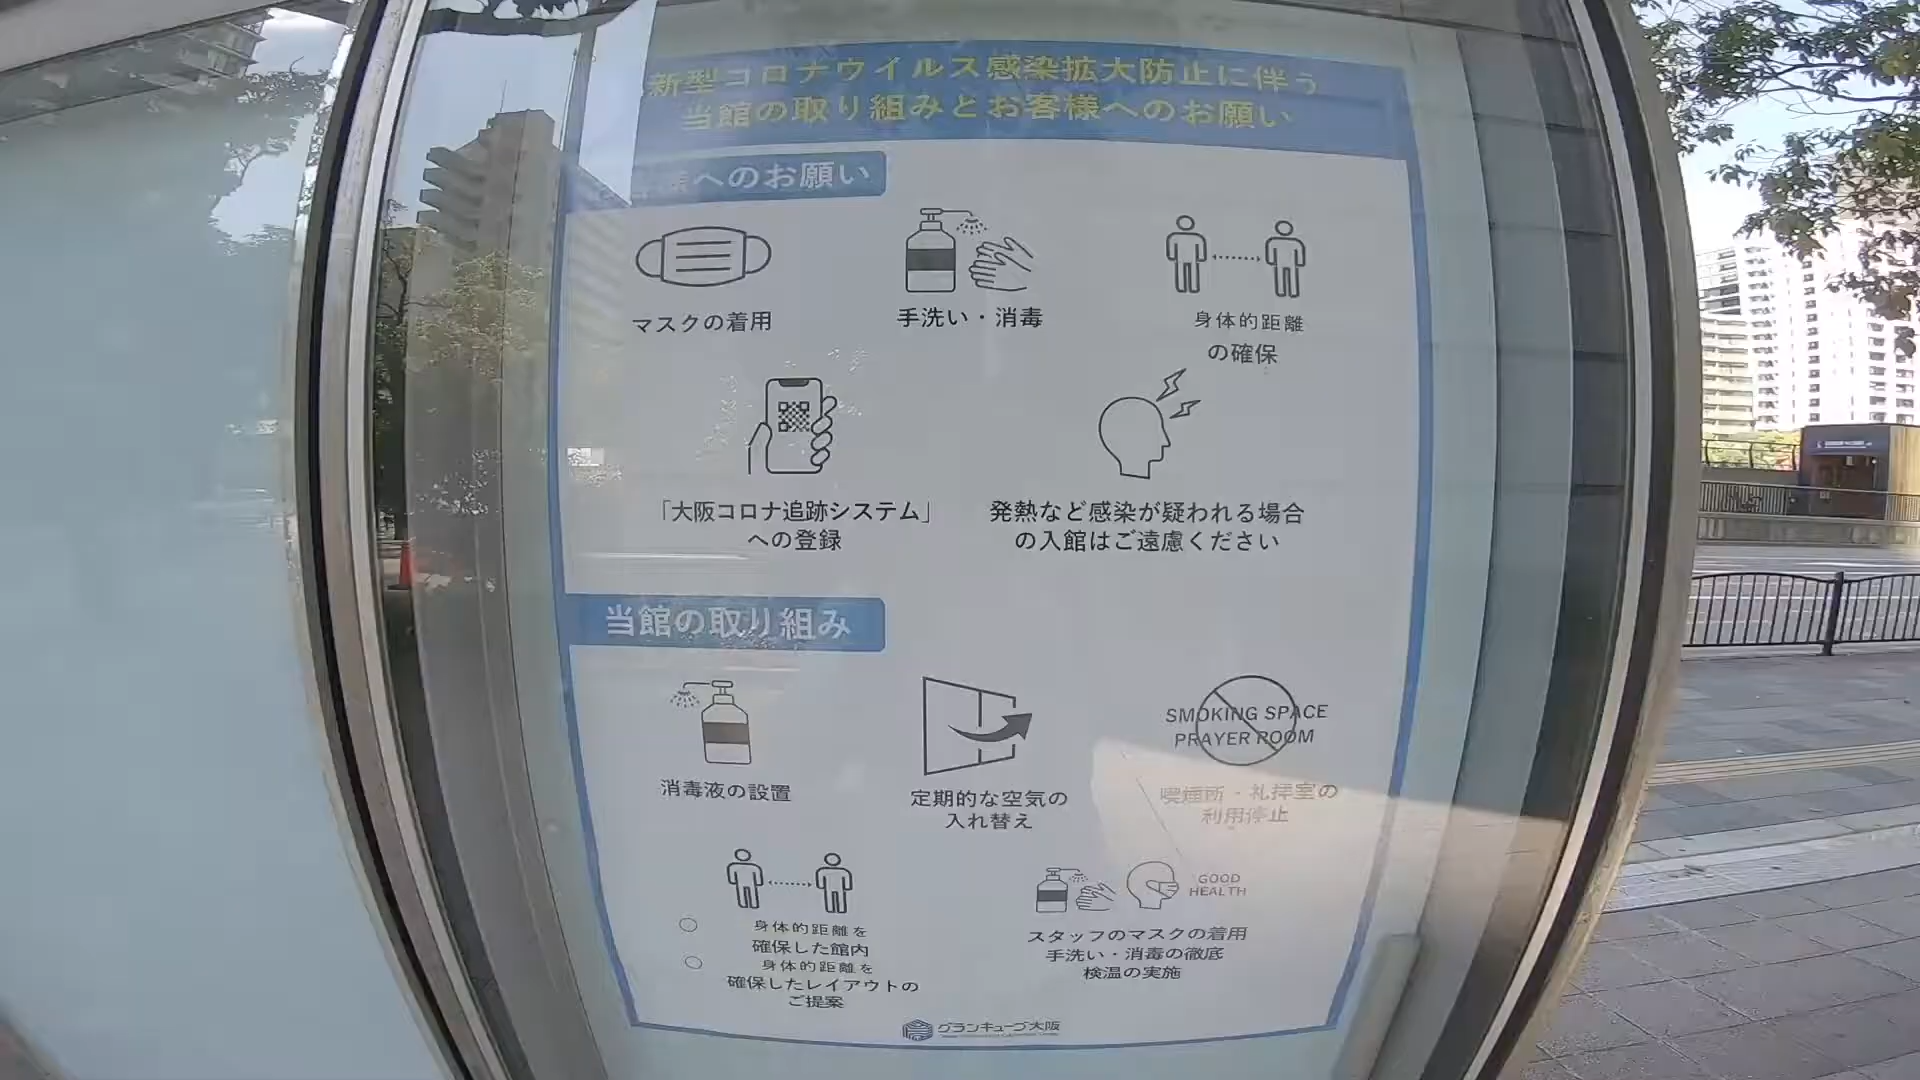 新型コロナウイルス感染拡大防止に伴う
当館の取り組みとお客様へのお願い
へのお願い
マスクの着用
手洗い・消毒
身体的距離
の確保
「大阪コロナ追跡システム」
への登録
発熱など感染が疑われる場合
の入館はご遠慮ください
当館の取り組み
消毒液の設置
定期的な空気の
入れ替え
SMOKING SPACE
PRAYER ROOM
喫煙所・礼拝室の
利用停止
身体的距離を
確保した館内
身体的距離を
確保したレイアウトの
ご提案
GOOD
HEALTH
スタッフのマスクの着用
手洗い・消毒の徹底
検温の実施
グランキューブ大阪